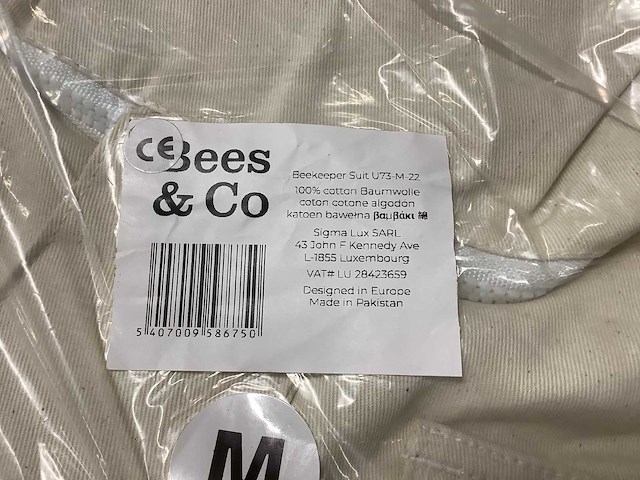 CE
Bees
& Co
Beekeeper Suit U73-M-22
100% cotton Baumwolle
coton cotone algodon
katoen bawełna βαμβάκι 綿
Sigma Lux SARL
43 John F Kennedy Ave
L-1855 Luxembourg
VAT# LU 28423659
Designed in Europe
Made in Pakistan
5 407009 586750
M